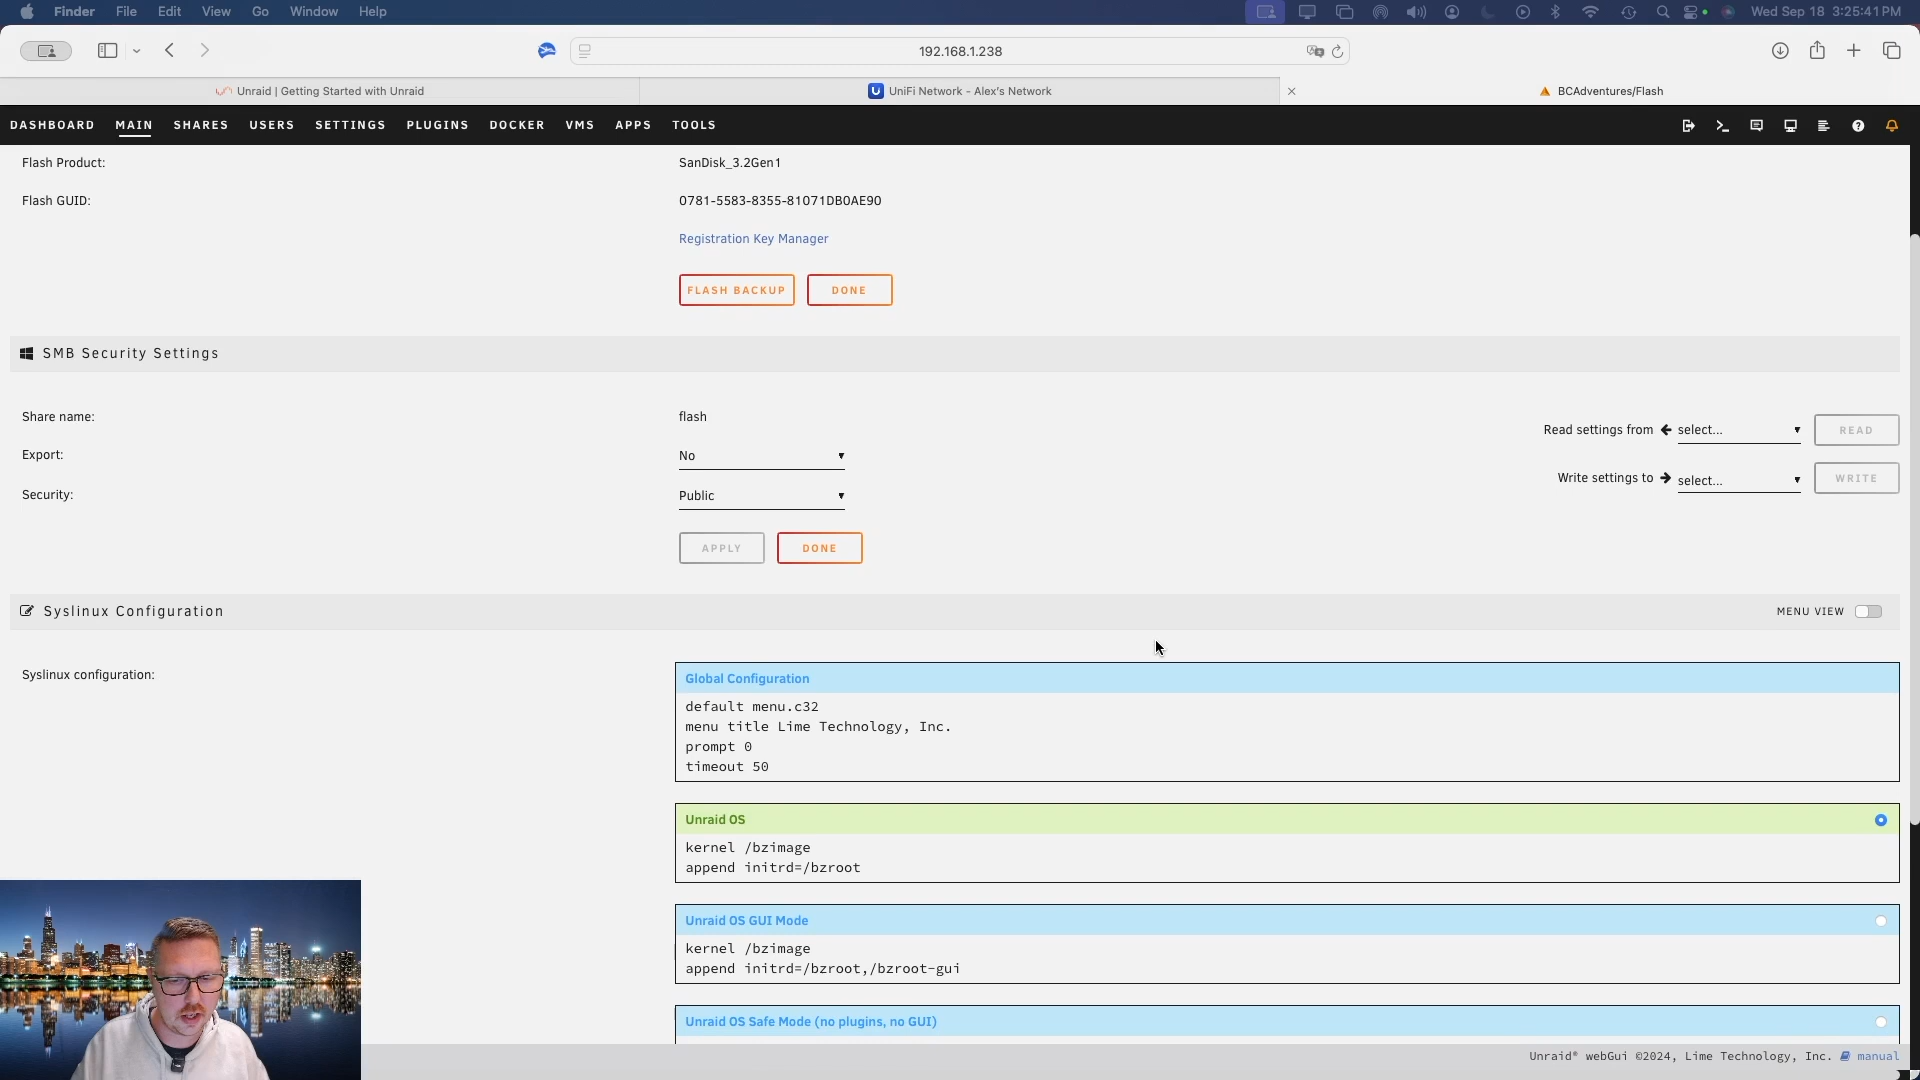 Finder File Edit View Go Window Help Wed Sep 18 3:25:41 PM
192.168.1.238
Unraid | Getting Started with Unraid UniFi Network - Alex's Network BCAdventures/Flash
DASHBOARD MAIN SHARES USERS SETTINGS PLUGINS DOCKER VMS APPS TOOLS
Flash Product: SanDisk_3.2Gen1
Flash GUID: 0781-5583-8355-81071DB0AE90
Registration Key Manager
FLASH BACKUP DONE
SMB Security Settings
Share name: flash
Read settings from select... READ
Export: No
Write settings to select... WRITE
Security: Public
APPLY DONE
Syslinux Configuration MENU VIEW
Syslinux configuration:
Global Configuration
default menu.c32
menu title Lime Technology, Inc.
prompt 0
timeout 50
Unraid OS
kernel /bzimage
append initrd=/bzroot
Unraid OS GUI Mode
kernel /bzimage
append initrd=/bzroot,/bzroot-gui
Unraid OS Safe Mode (no plugins, no GUI)
Unraid® webGui ©2024, Lime Technology, Inc. manual